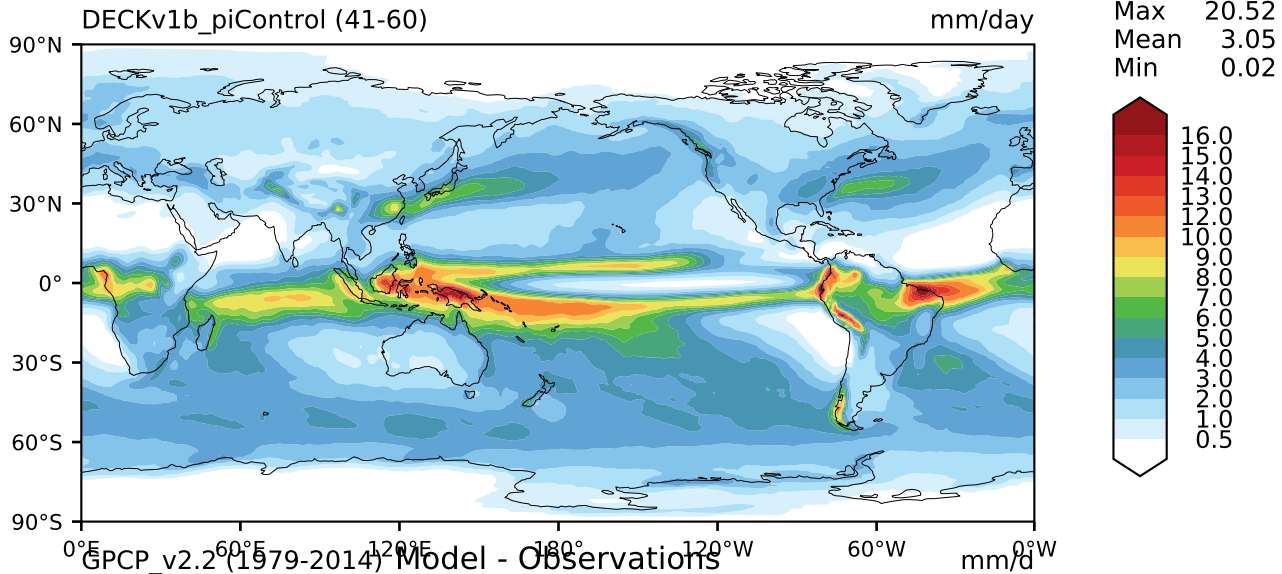 DECKv1b_piControl (41-60) mm/day
Max 20.52
Mean 3.05
Min 0.02
90°N
60°N
30°N
0°
30°S
60°S
90°S
16.0
15.0
14.0
13.0
12.0
10.0
9.0
8.0
7.0
6.0
5.0
4.0
3.0
2.0
1.0
0.5
0°E 60°E 120°E 180° 120°W 60°W 0°W
GPCP_v2.2 (1979-2014) Model - Observations mm/d